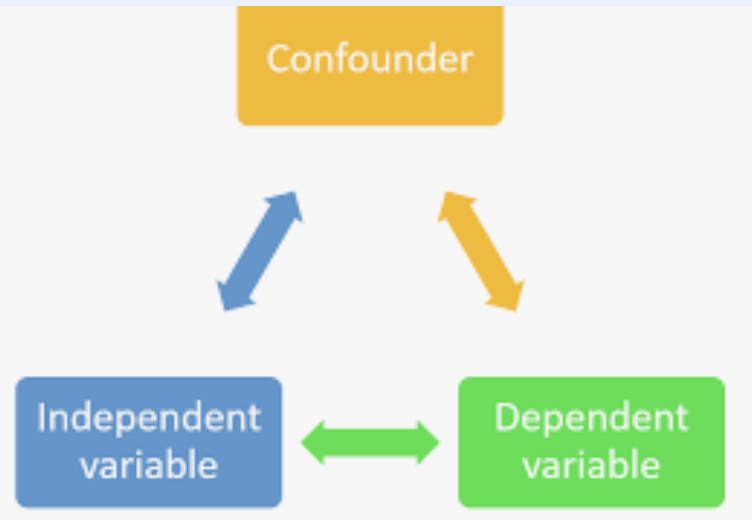 Confounder
Independent
variable
Dependent
variable